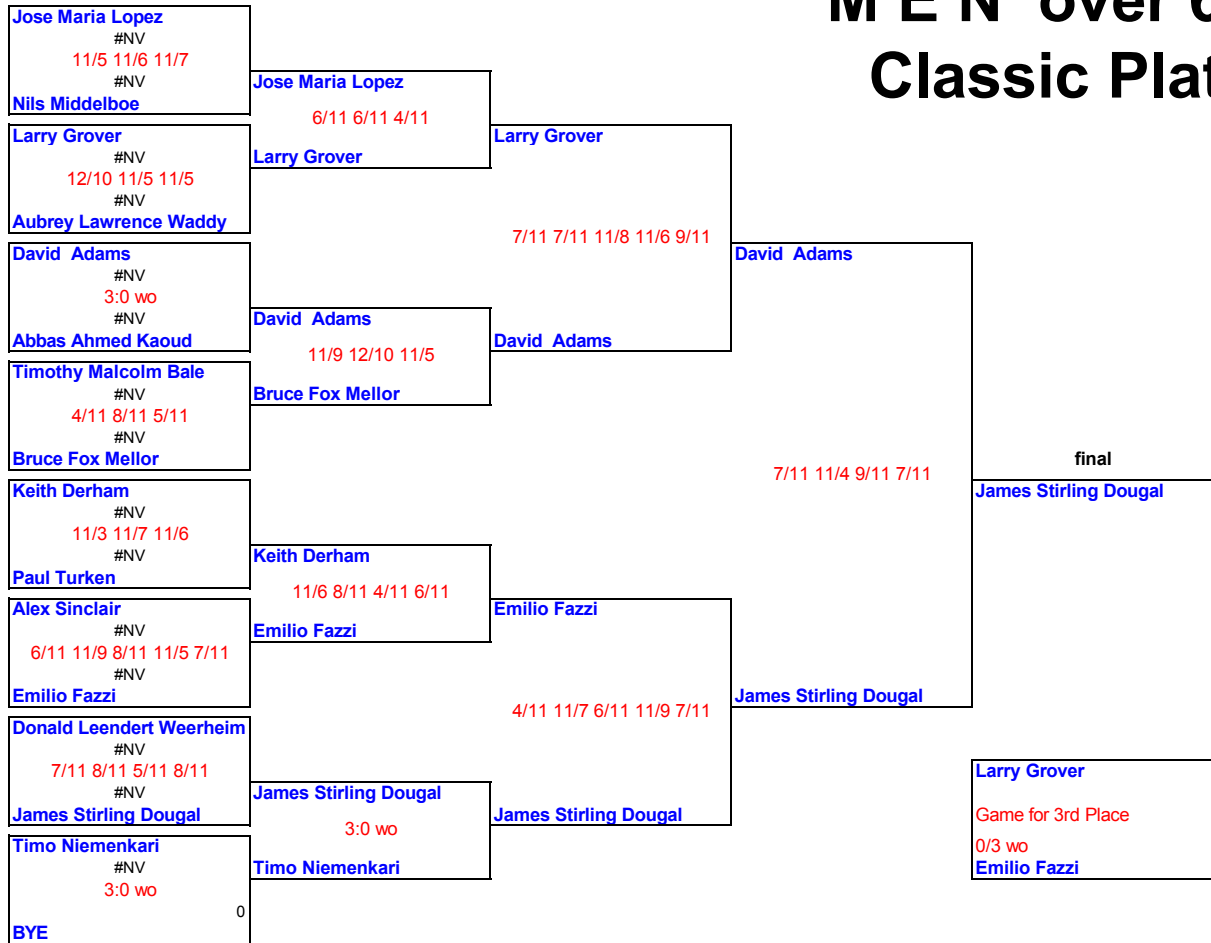 M E N over
Classic
Jose Maria Lopez
#NV
11/5 11/6 11/7
#NV
Nils Middelboe
Larry Grover
#NV
12/10 11/5 11/5
#NV
Aubrey Lawrence Waddy
David Adams
#NV
3:0 wo
#NV
Abbas Ahmed Kaoud
Timothy Malcolm Bale
#NV
4/11 8/11 5/11
#NV
Bruce Fox Mellor
Keith Derham
#NV
11/3 11/7 11/6
#NV
Paul Turken
Alex Sinclair
#NV
6/11 11/9 8/11 11/5 7/11
#NV
Emilio Fazzi
Donald Leendert Weerheim
#NV
7/11 8/11 5/11 8/11
#NV
James Stirling Dougal
Timo Niemenkari
#NV
3:0 wo
0
BYE
Jose Maria Lopez
6/11 6/11 4/11
Larry Grover
David Adams
11/9 12/10 11/5
Bruce Fox Mellor
Keith Derham
11/6 8/11 4/11 6/11
Emilio Fazzi
James Stirling Dougal
3:0 wo
Timo Niemenkari
Larry Grover
7/11 7/11 11/8 11/6 9/11
David Adams
Emilio Fazzi
4/11 11/7 6/11 11/9 7/11
James Stirling Dougal
David Adams
7/11 11/4 9/11 7/11
James Stirling Dougal
final
James Stirling Dougal
Larry Grover
Game for 3rd Place
0/3 wo
Emilio Fazzi